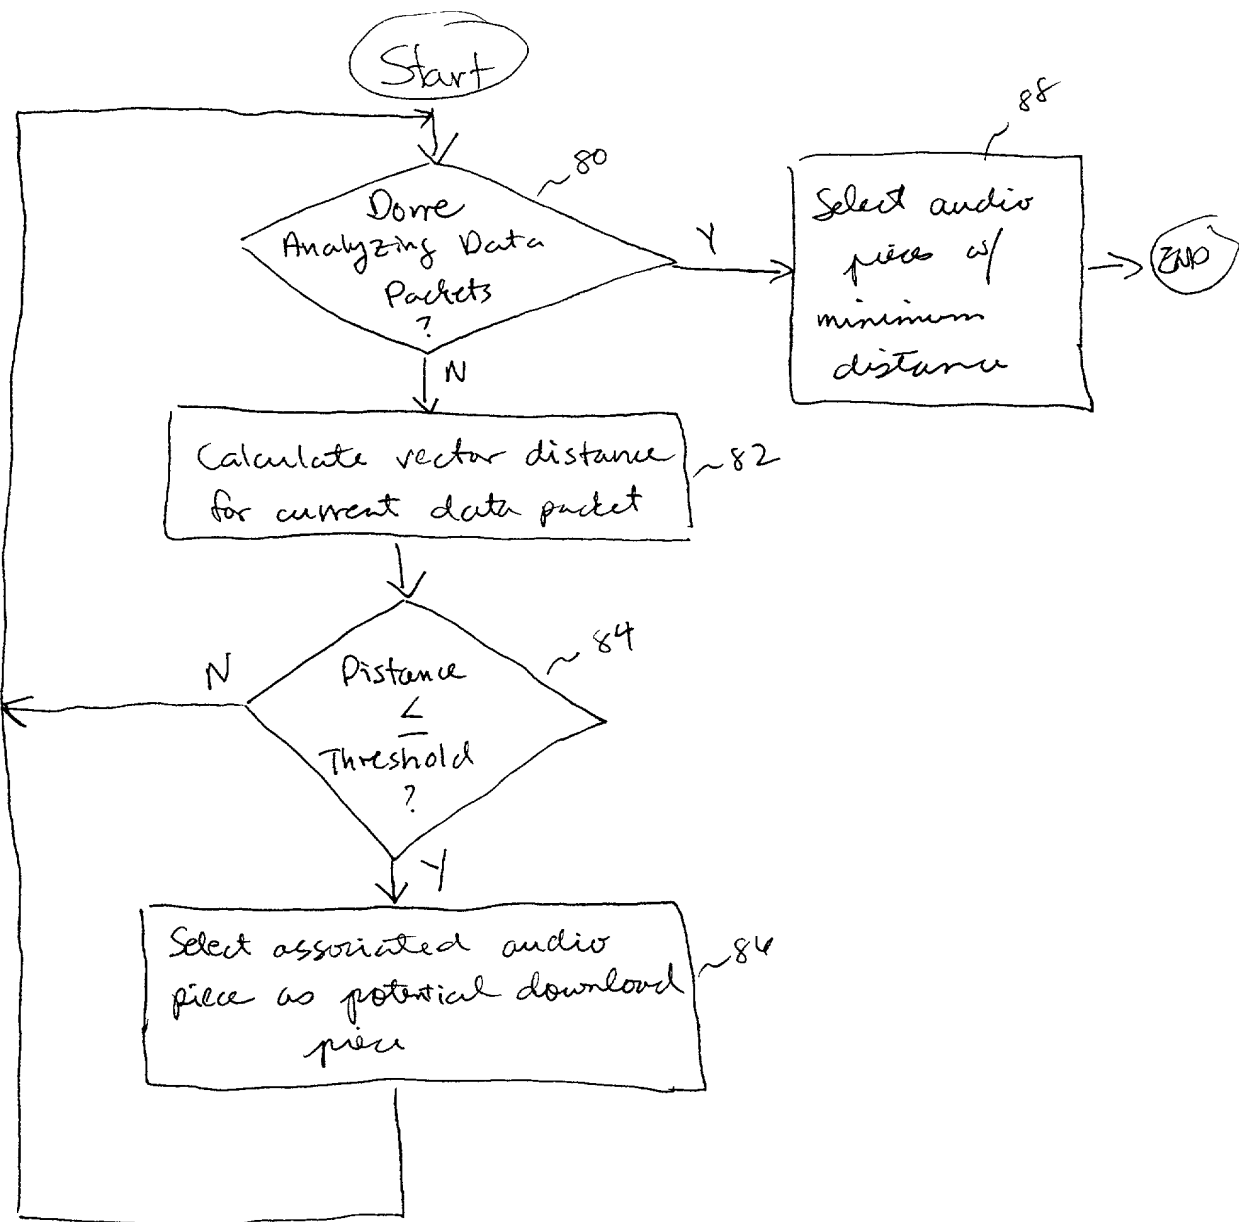 Start
80
Done
Analyzing Data
Packets
?
Y
88
Select audio
pieces w/
minimum
distance
END
N
Calculate vector distance
for current data packet
82
84
N
Distance
≤
Threshold
?
Y
Select associated audio
piece as potential download
piece
86